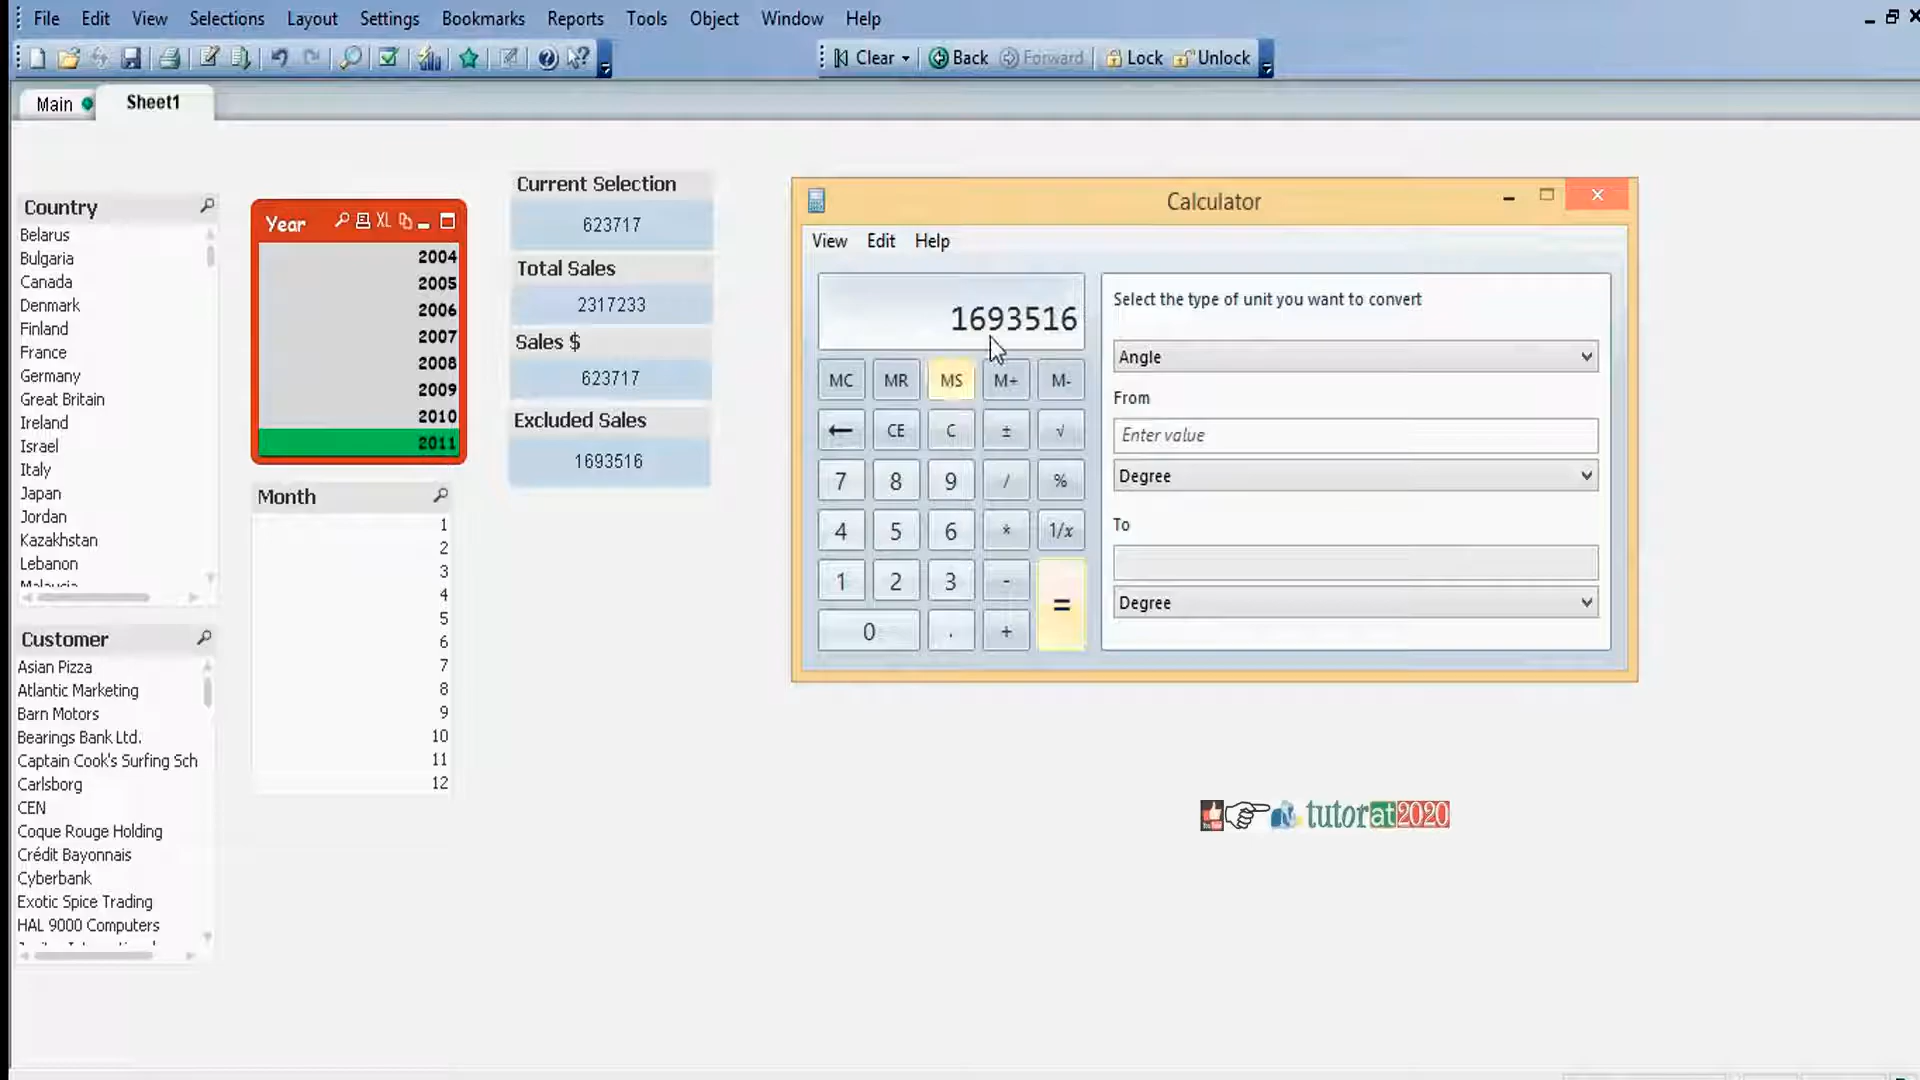 File Edit View Selections Layout Settings Bookmarks Reports Tools Object Window Help
Clear Back Forward Lock Unlock
Main Sheet1
Country
Belarus
Bulgaria
Canada
Denmark
Finland
France
Germany
Great Britain
Ireland
Israel
Italy
Japan
Jordan
Kazakhstan
Lebanon
Customer
Asian Pizza
Atlantic Marketing
Barn Motors
Bearings Bank Ltd.
Captain Cook's Surfing Sch
Carlsborg
CEN
Coque Rouge Holding
Crédit Bayonnais
Cyberbank
Exotic Spice Trading
HAL 9000 Computers
Year XL
2004
2005
2006
2007
2008
2009
2010
2011
Month
1
2
3
4
5
6
7
8
9
10
11
12
Current Selection
623717
Total Sales
2317233
Sales $
623717
Excluded Sales
1693516
Calculator
View Edit Help
1693516
MC MR MS M+ M-
← CE C ± √
7 8 9 / %
4 5 6 * 1/x
1 2 3 - =
0 . +
Select the type of unit you want to convert
Angle
From
Enter value
Degree
To
Degree
tutorat2020